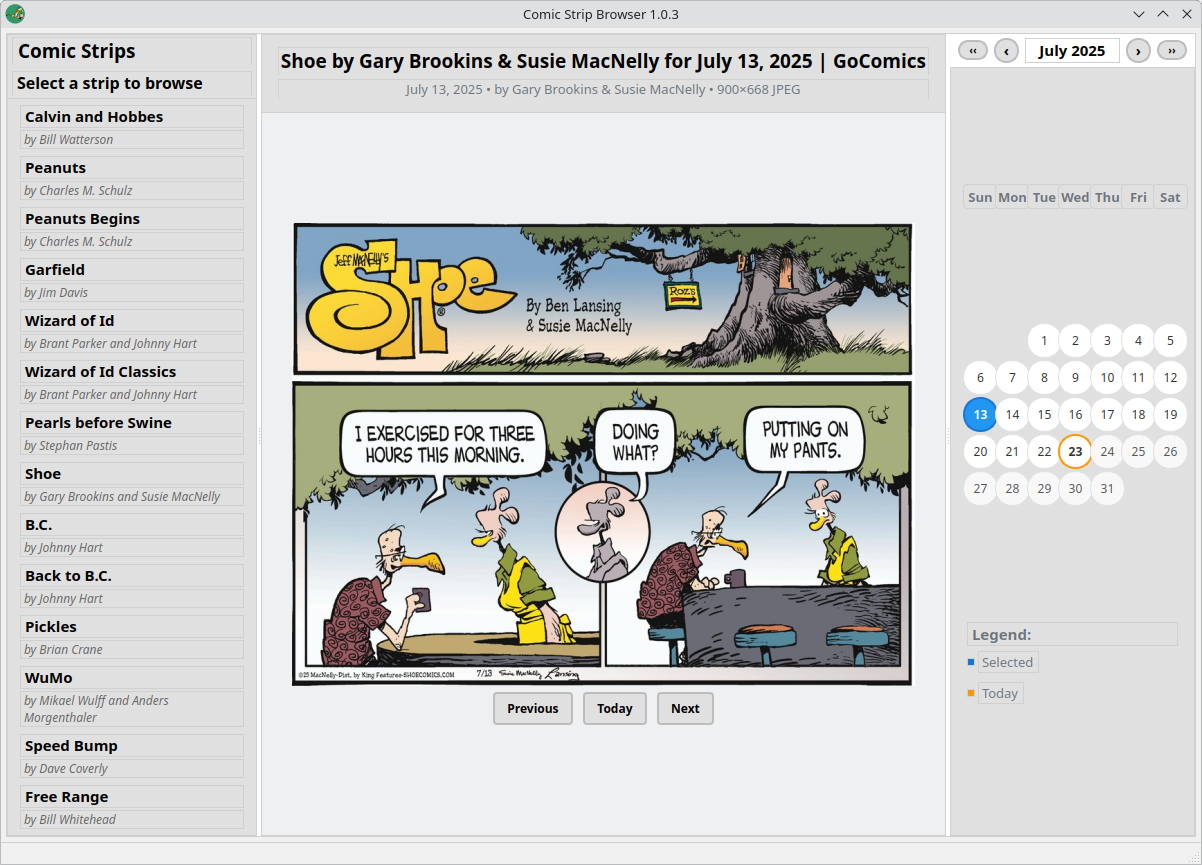 Comic Strip Browser 1.0.3
Comic Strips
Select a strip to browse
Calvin and Hobbes
by Bill Watterson
Peanuts
by Charles M. Schulz
Peanuts Begins
by Charles M. Schulz
Garfield
by Jim Davis
Wizard of Id
by Brant Parker and Johnny Hart
Wizard of Id Classics
by Brant Parker and Johnny Hart
Pearls before Swine
by Stephan Pastis
Shoe
by Gary Brookins and Susie MacNelly
B.C.
by Johnny Hart
Back to B.C.
by Johnny Hart
Pickles
by Brian Crane
WuMo
by Mikael Wulff and Anders
Morgenthaler
Speed Bump
by Dave Coverly
Free Range
by Bill Whitehead
Shoe by Gary Brookins & Susie MacNelly for July 13, 2025 | GoComics
July 13, 2025 • by Gary Brookins & Susie MacNelly • 900×668 JPEG
Jeff MacNelly's
SHoe
®
By Ben Lansing
& Susie MacNelly
Roz's
I EXERCISED FOR THREE
HOURS THIS MORNING.
DOING
WHAT?
PUTTING ON
MY PANTS.
©25 MacNelly-Dist. by King Features-SHOECOMICS.COM 7/13 Susie MacNelly Lansing
Previous Today Next
‹‹ ‹ July 2025 › ››
Sun Mon Tue Wed Thu Fri Sat
1 2 3 4 5
6 7 8 9 10 11 12
13 14 15 16 17 18 19
20 21 22 23 24 25 26
27 28 29 30 31
Legend:
Selected
Today